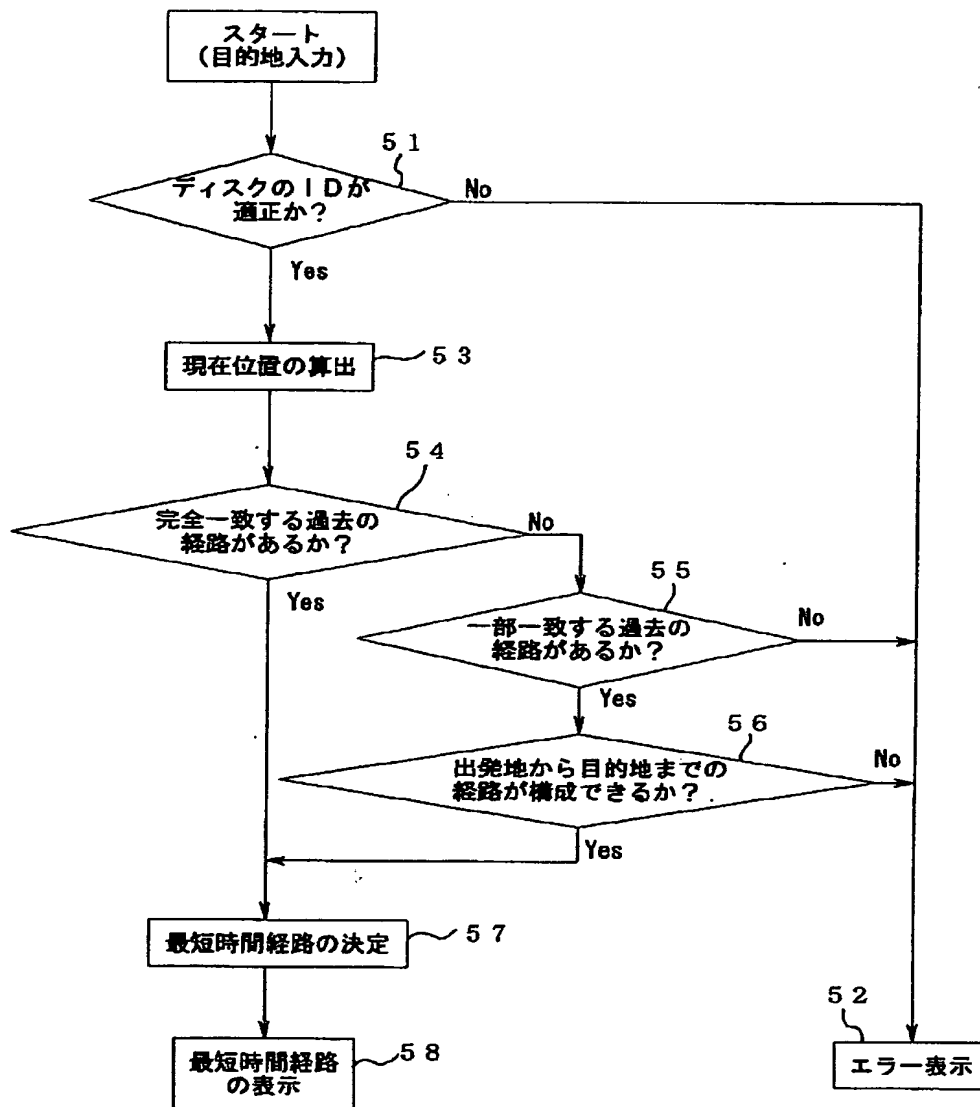 スタート
（目的地入力）
５１
ディスクのＩＤが
適正か？
No
Yes
現在位置の算出
５３
５４
完全一致する過去の
経路があるか？
No
Yes
５５
一部一致する過去の
経路があるか？
No
Yes
５６
出発地から目的地までの
経路が構成できるか？
No
Yes
最短時間経路の決定
５７
５２
最短時間経路
の表示
５８
エラー表示